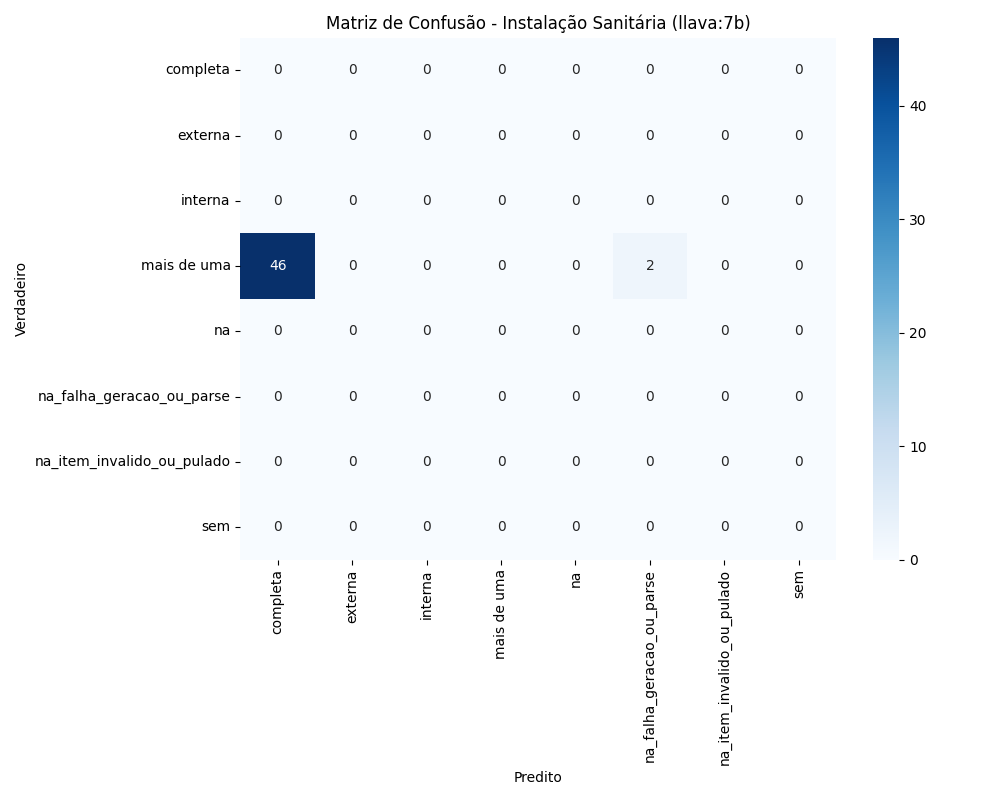 Matriz de Confusão - Instalação Sanitária (llava:7b)
Verdadeiro
completa 0 0 0 0 0 0 0 0
externa 0 0 0 0 0 0 0 0
interna 0 0 0 0 0 0 0 0
mais de uma 46 0 0 0 0 2 0 0
na 0 0 0 0 0 0 0 0
na_falha_geracao_ou_parse 0 0 0 0 0 0 0 0
na_item_invalido_ou_pulado 0 0 0 0 0 0 0 0
sem 0 0 0 0 0 0 0 0
completa
externa
interna
mais de uma
na
na_falha_geracao_ou_parse
na_item_invalido_ou_pulado
sem
Predito
40
30
20
10
0